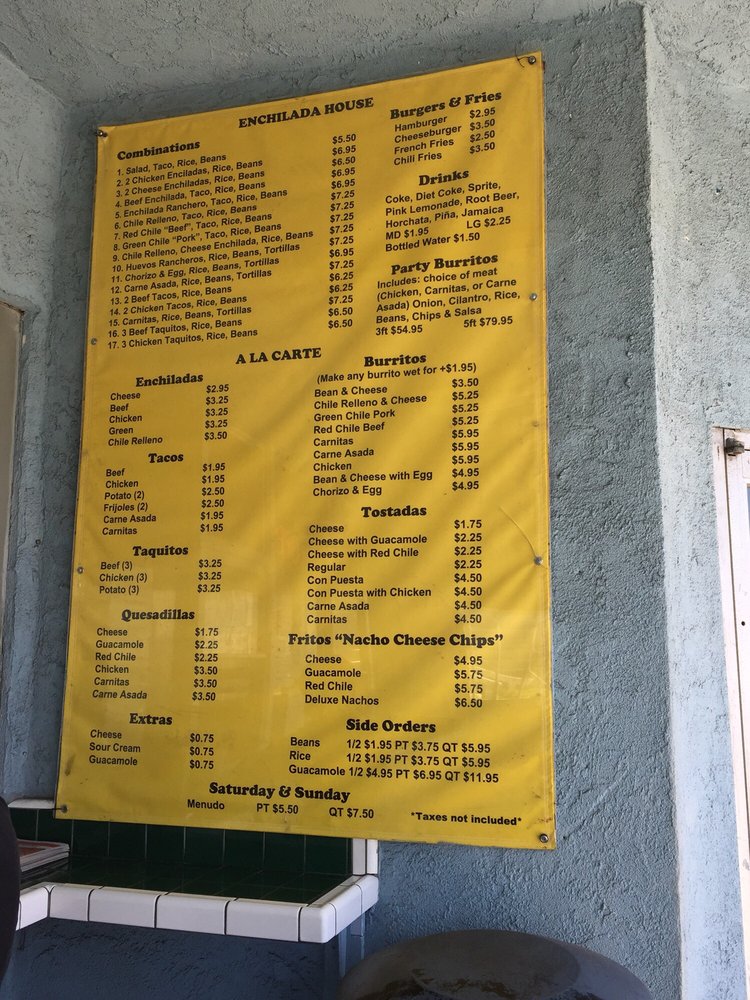 ENCHILADA HOUSE
Combinations
1. Salad, Taco, Rice, Beans $5.50
2. 2 Chicken Enciladas, Rice, Beans $6.95
3. 2 Cheese Enchiladas, Rice, Beans $6.50
4. Beef Enchilada, Taco, Rice, Beans $6.95
5. Enchilada Ranchero, Taco, Rice, Beans $6.95
6. Chile Relleno, Taco, Rice, Beans $7.25
7. Red Chile “Beef”, Taco, Rice, Beans $7.25
8. Green Chile “Pork”, Taco, Rice, Beans $7.25
9. Chile Relleno, Cheese Enchilada, Rice, Beans $7.25
10. Huevos Rancheros, Rice, Beans, Tortillas $7.25
11. Chorizo & Egg, Rice, Beans, Tortillas $6.95
12. Carne Asada, Rice, Beans, Tortillas $7.25
13. 2 Beef Tacos, Rice, Beans $6.25
14. 2 Chicken Tacos, Rice, Beans $6.25
15. Carnitas, Rice, Beans, Tortillas $7.25
16. 3 Beef Taquitos, Rice, Beans $6.50
17. 3 Chicken Taquitos, Rice, Beans $6.50
Burgers & Fries
Hamburger $2.95
Cheeseburger $3.50
French Fries $2.50
Chili Fries $3.50
Drinks
Coke, Diet Coke, Sprite,
Pink Lemonade, Root Beer,
Horchata, Piña, Jamaica
MD $1.95 LG $2.25
Bottled Water $1.50
Party Burritos
Includes: choice of meat
(Chicken, Carnitas, or Carne
Asada) Onion, Cilantro, Rice,
Beans, Chips & Salsa
3ft $54.95 5ft $79.95
A LA CARTE
Enchiladas
Cheese $2.95
Beef $3.25
Chicken $3.25
Green $3.25
Chile Relleno $3.50
Tacos
Beef $1.95
Chicken $1.95
Potato (2) $2.50
Frijoles (2) $2.50
Carne Asada $1.95
Carnitas $1.95
Taquitos
Beef (3) $3.25
Chicken (3) $3.25
Potato (3) $3.25
Quesadillas
Cheese $1.75
Guacamole $2.25
Red Chile $2.25
Chicken $3.50
Carnitas $3.50
Carne Asada $3.50
Extras
Cheese $0.75
Sour Cream $0.75
Guacamole $0.75
Burritos
(Make any burrito wet for +$1.95)
Bean & Cheese $3.50
Chile Relleno & Cheese $5.25
Green Chile Pork $5.25
Red Chile Beef $5.25
Carnitas $5.95
Carne Asada $5.95
Chicken $5.95
Bean & Cheese with Egg $4.95
Chorizo & Egg $4.95
Tostadas
Cheese $1.75
Cheese with Guacamole $2.25
Cheese with Red Chile $2.25
Regular $2.25
Con Puesta $4.50
Con Puesta with Chicken $4.50
Carne Asada $4.50
Carnitas $4.50
Fritos “Nacho Cheese Chips”
Cheese $4.95
Guacamole $5.75
Red Chile $5.75
Deluxe Nachos $6.50
Side Orders
Beans 1/2 $1.95 PT $3.75 QT $5.95
Rice 1/2 $1.95 PT $3.75 QT $5.95
Guacamole 1/2 $4.95 PT $6.95 QT $11.95
Saturday & Sunday
Menudo PT $5.50 QT $7.50
*Taxes not included*